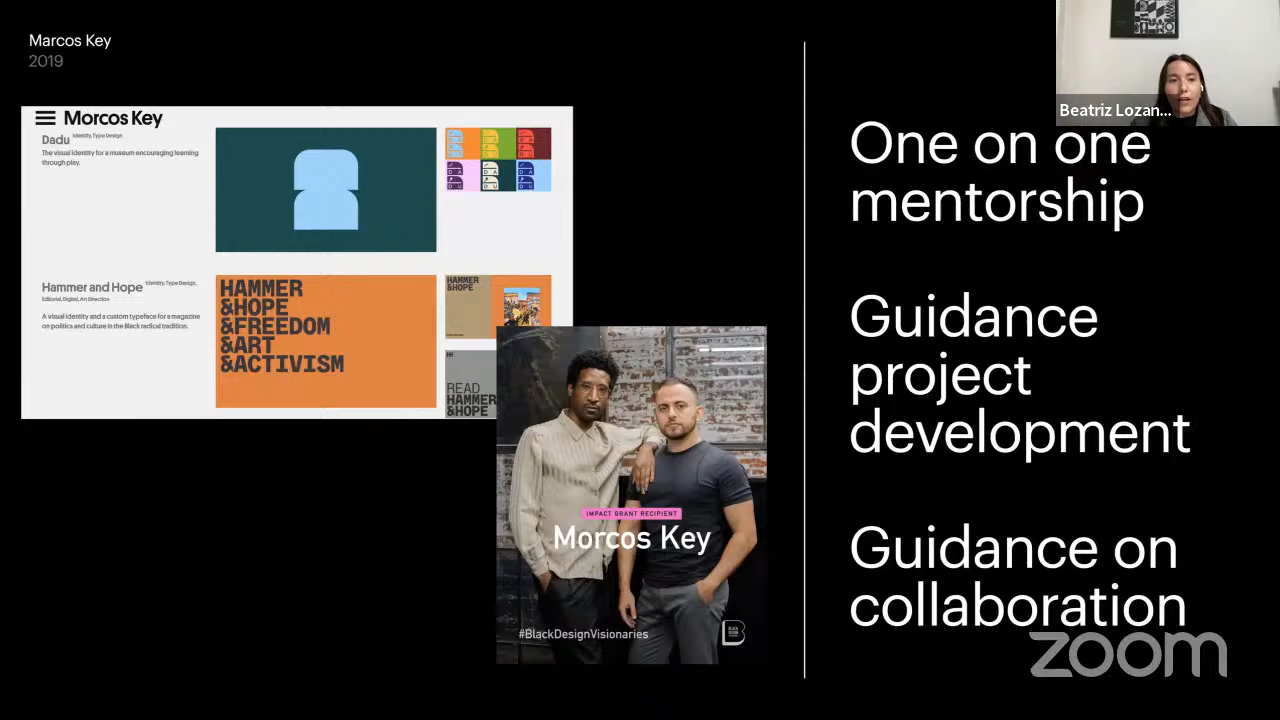 Marcos Key
2019
Morcos Key
Dadu Identity, Type Design
The visual identity for a museum encouraging learning
through play.
Hammer and Hope Identity, Type Design,
Editorial, Digital, Art Direction
A visual identity and a custom typeface for a magazine
on politics and culture in the Black radical tradition.
HAMMER
&HOPE
&FREEDOM
&ART
&ACTIVISM
D A
D U
D A
D U
D A
D U
HAMMER
&HOPE
READ
HAMMER
&HOPE
IMPACT GRANT RECIPIENT
Morcos Key
#BlackDesignVisionaries
One on one
mentorship
Guidance
project
development
Guidance on
collaboration
Beatriz Lozan...
zoom